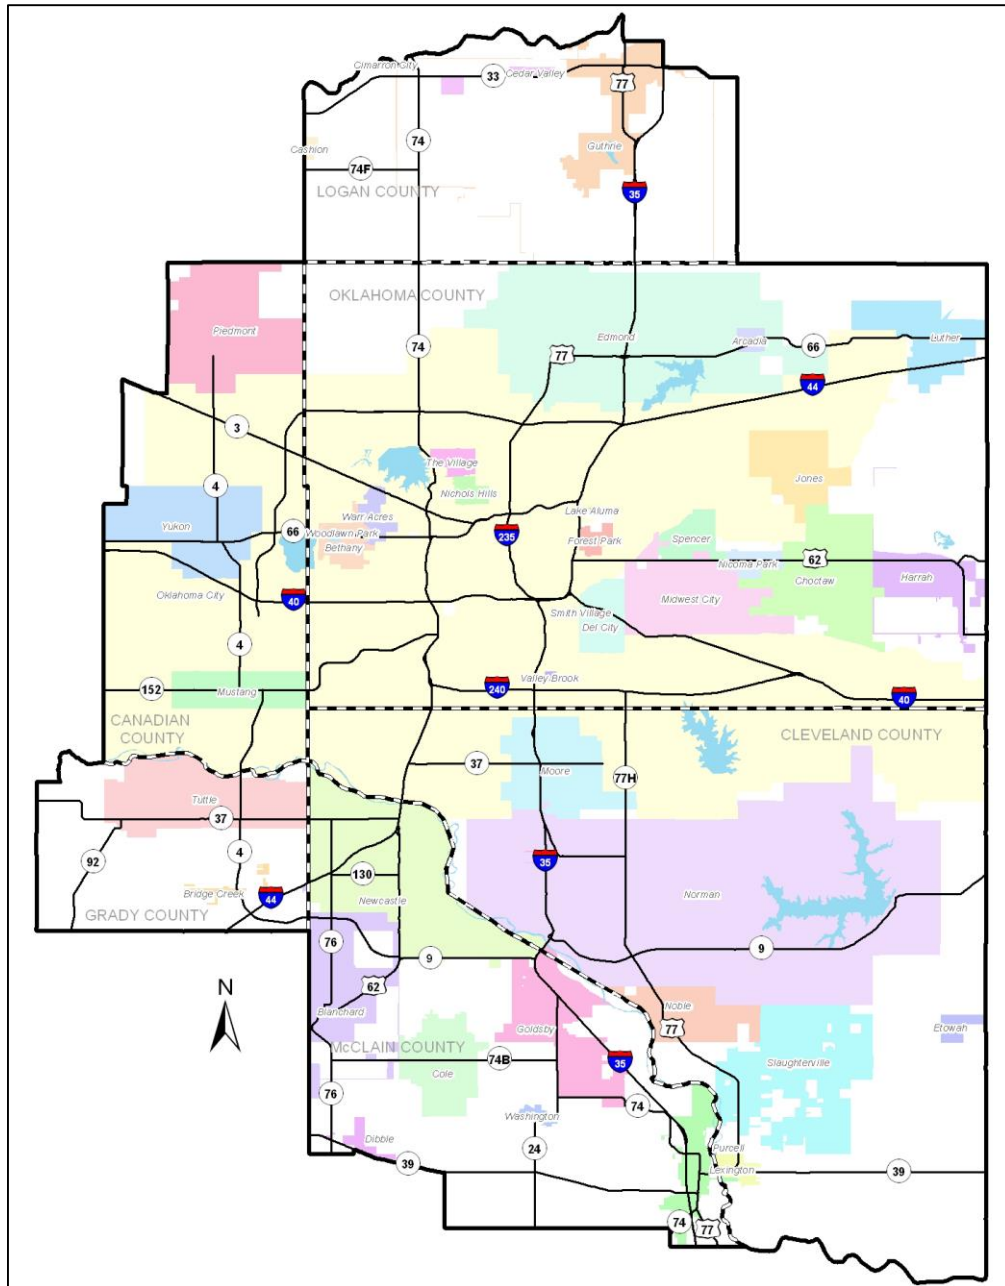 Cimarron City
33
Cedar Valley
77
74
Cashion
Guthrie
74F
LOGAN COUNTY
35
OKLAHOMA COUNTY
Piedmont
Edmond
Arcadia
Luther
74
77
66
44
3
The Village
Jones
4
Nichols Hills
Yukon
Warr Acres
Lake Aluma
66
Woodlawn Park
235
Forest Park
Spencer
Bethany
62
Nicoma Park
Choctaw
Harrah
Oklahoma City
40
Midwest City
Smith Village
Del City
4
Valley Brook
152
Mustang
240
40
CANADIAN
COUNTY
CLEVELAND COUNTY
37
Moore
77H
Tuttle
37
4
92
35
130
Bridge Creek
44
Newcastle
Norman
GRADY COUNTY
76
9
9
62
N
Blanchard
Goldsby
Noble
77
Etowah
McCLAIN COUNTY
74B
35
Slaughterville
Cole
76
74
Washington
Dibble
24
Purcell
39
Lexington
39
74
77